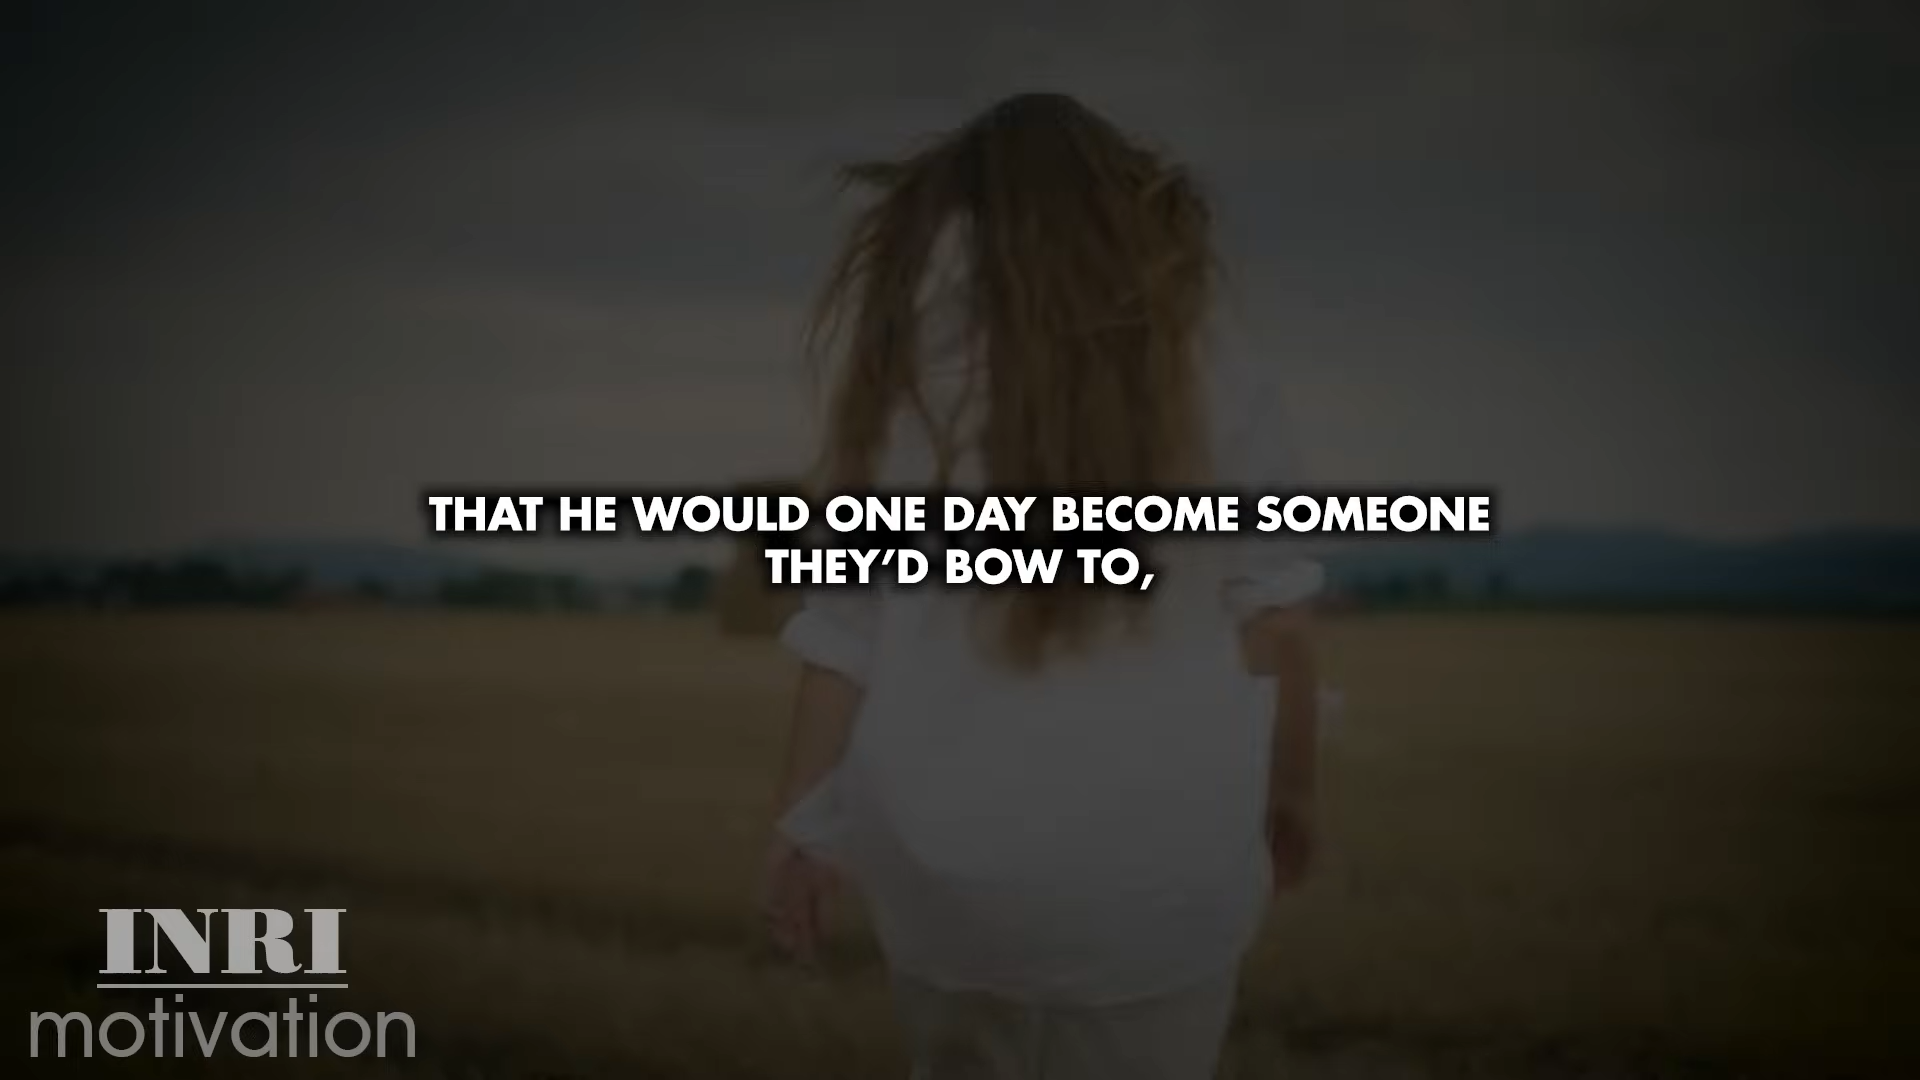 THAT HE WOULD ONE DAY BECOME SOMEONE
THEY’D BOW TO,
INRI
motivation